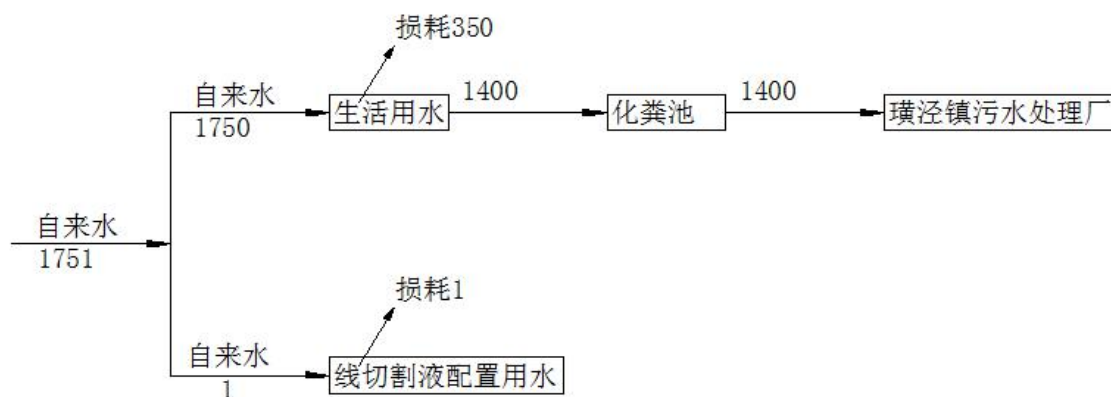 损耗350
自来水
1750
生活用水
1400
化粪池
1400
璜泾镇污水处理厂
自来水
1751
损耗1
自来水
1
线切割液配置用水